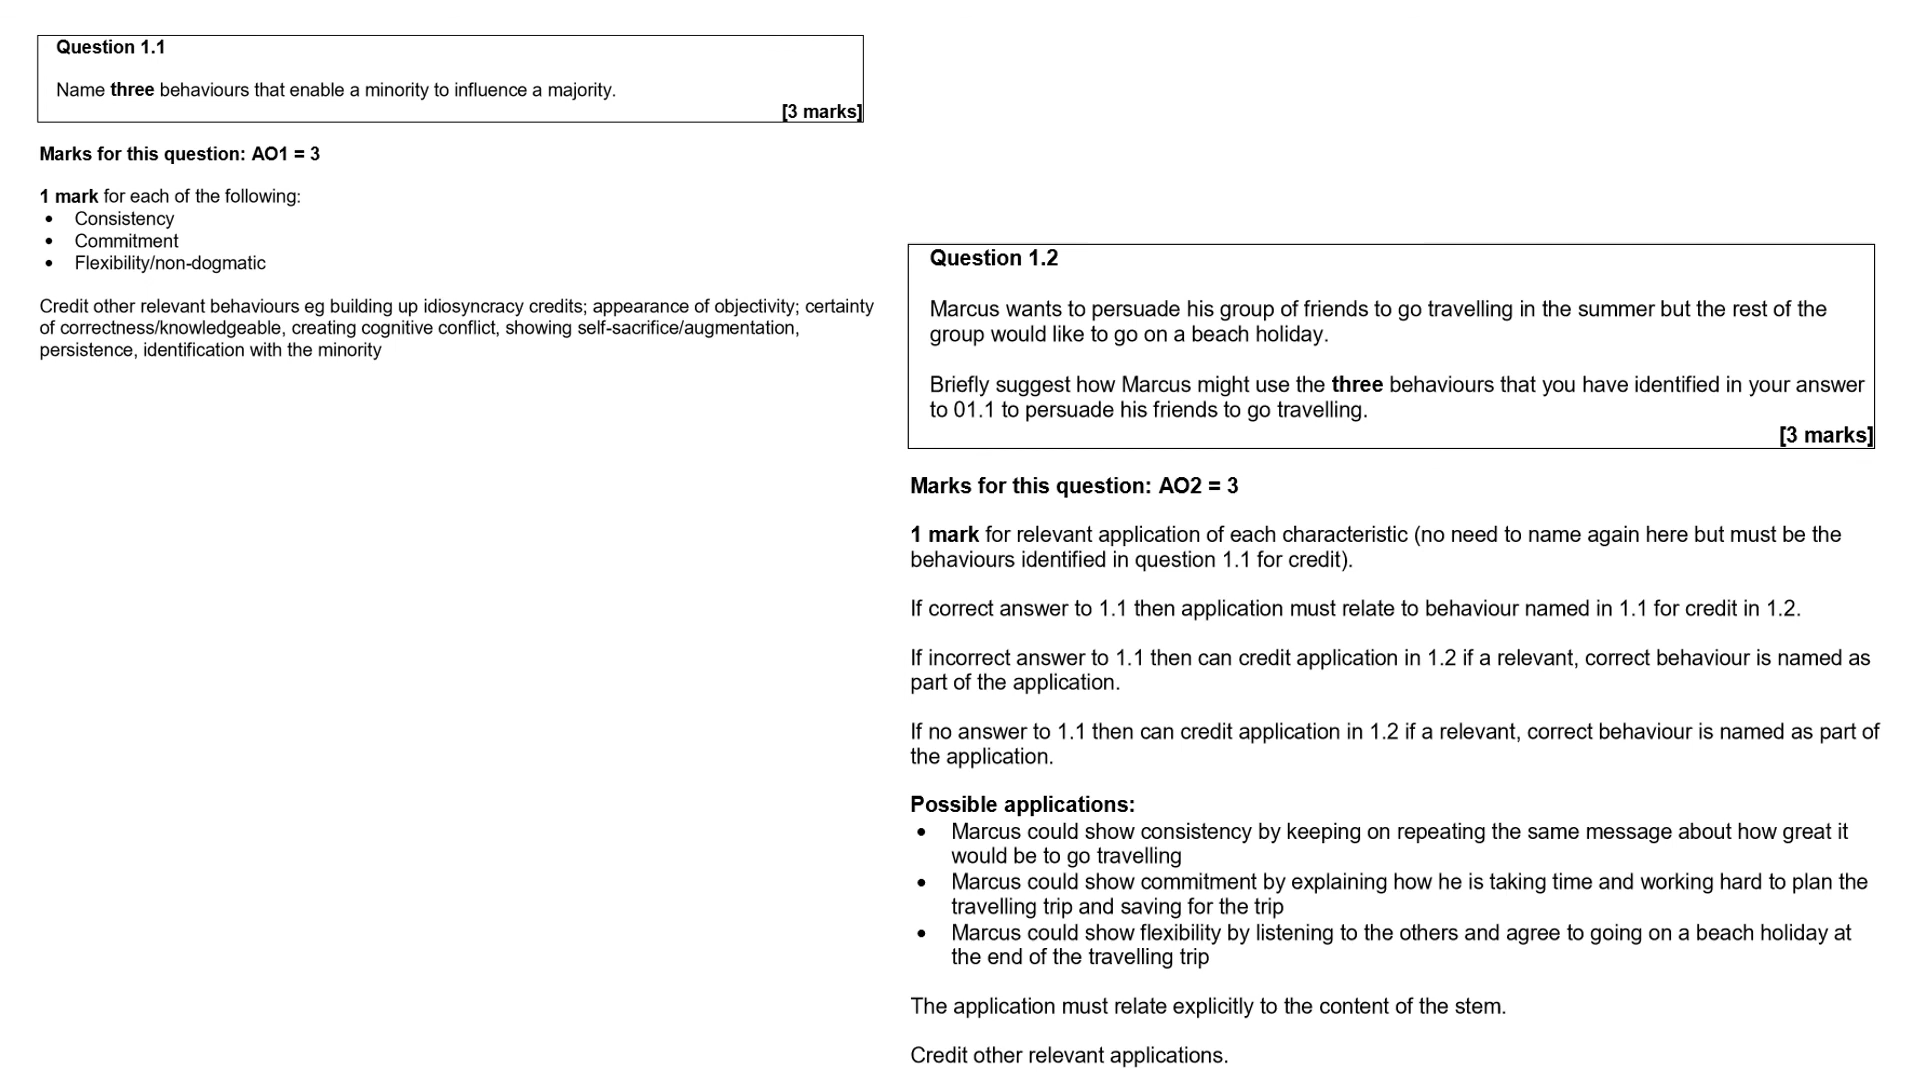 Question 1.1
Name three behaviours that enable a minority to influence a majority.
[3 marks]
Marks for this question: AO1 = 3
1 mark for each of the following:
• Consistency
• Commitment
• Flexibility/non-dogmatic
Credit other relevant behaviours eg building up idiosyncracy credits; appearance of objectivity; certainty
of correctness/knowledgeable, creating cognitive conflict, showing self-sacrifice/augmentation,
persistence, identification with the minority
Question 1.2
Marcus wants to persuade his group of friends to go travelling in the summer but the rest of the
group would like to go on a beach holiday.
Briefly suggest how Marcus might use the three behaviours that you have identified in your answer
to 01.1 to persuade his friends to go travelling.
[3 marks]
Marks for this question: AO2 = 3
1 mark for relevant application of each characteristic (no need to name again here but must be the
behaviours identified in question 1.1 for credit).
If correct answer to 1.1 then application must relate to behaviour named in 1.1 for credit in 1.2.
If incorrect answer to 1.1 then can credit application in 1.2 if a relevant, correct behaviour is named as
part of the application.
If no answer to 1.1 then can credit application in 1.2 if a relevant, correct behaviour is named as part of
the application.
Possible applications:
• Marcus could show consistency by keeping on repeating the same message about how great it
would be to go travelling
• Marcus could show commitment by explaining how he is taking time and working hard to plan the
travelling trip and saving for the trip
• Marcus could show flexibility by listening to the others and agree to going on a beach holiday at
the end of the travelling trip
The application must relate explicitly to the content of the stem.
Credit other relevant applications.